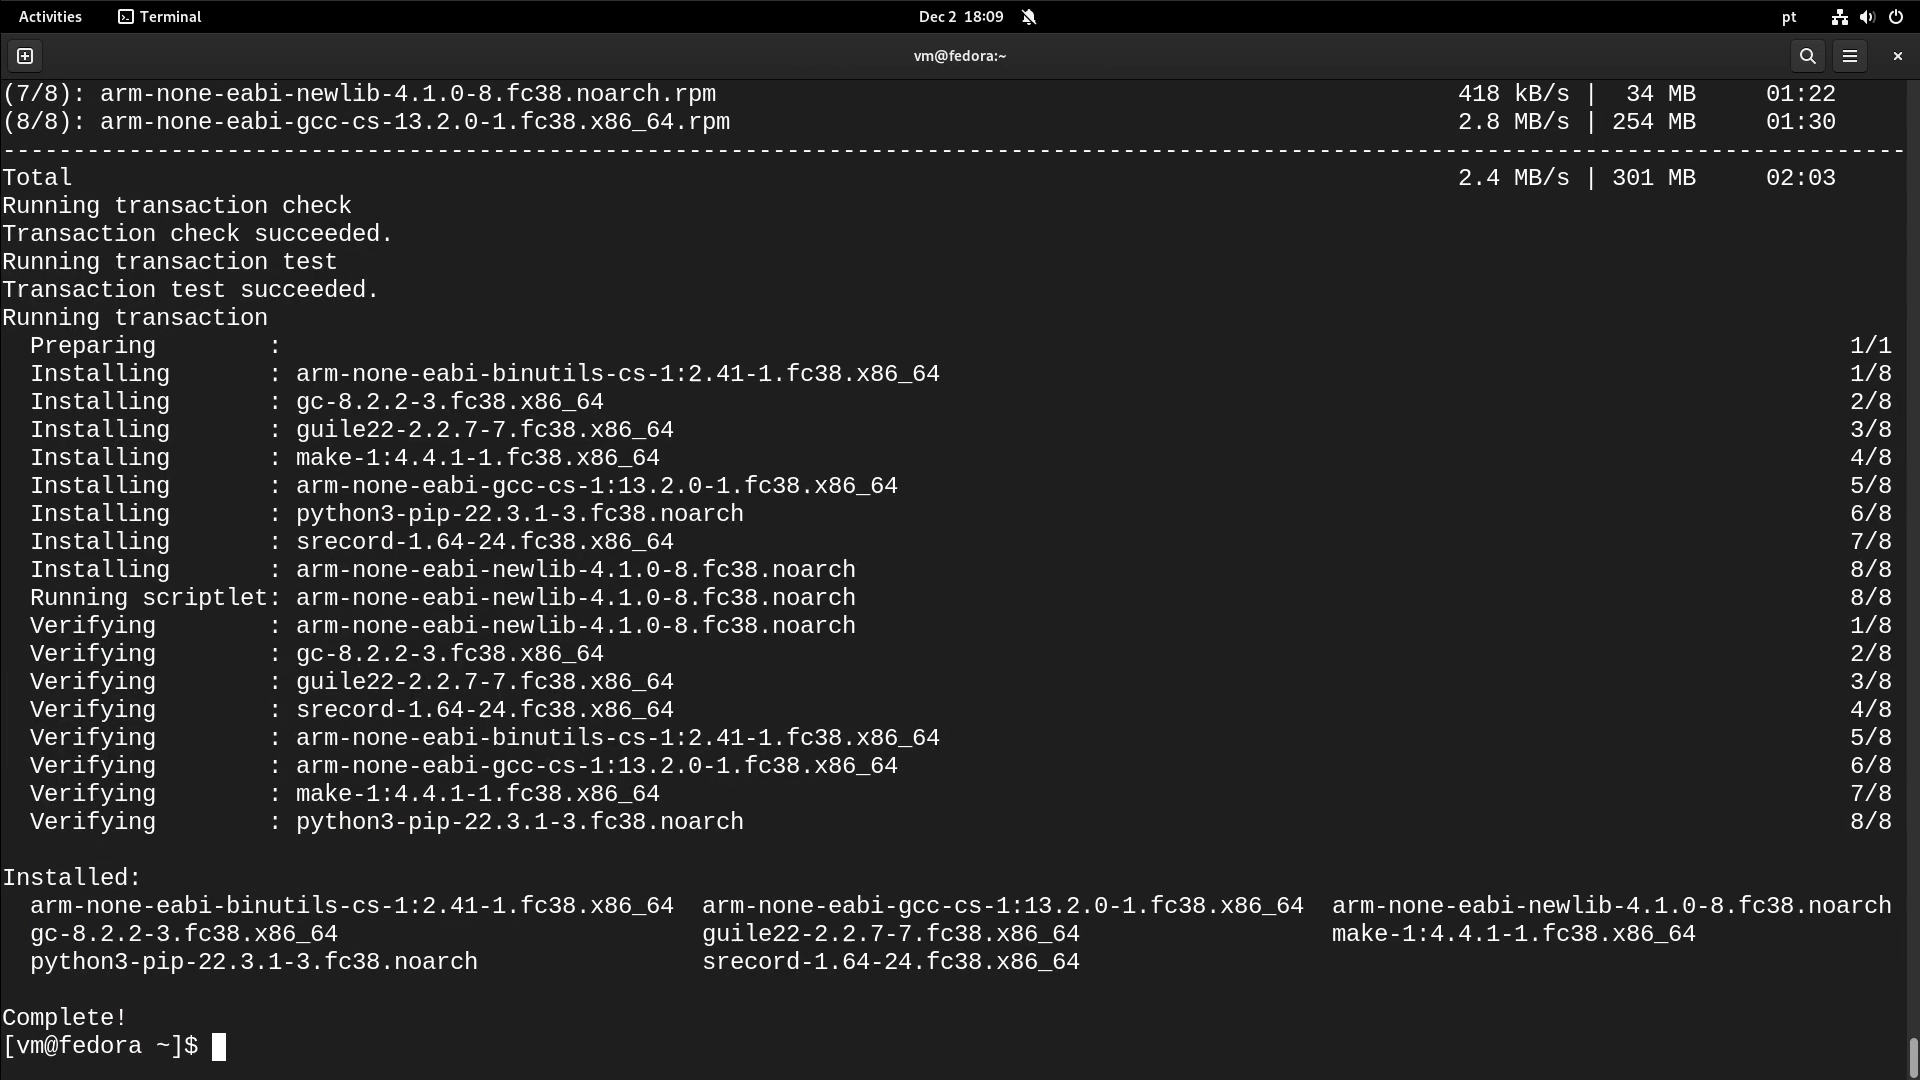 Activities Terminal Dec 2 18:09 pt
vm@fedora:~
(7/8): arm-none-eabi-newlib-4.1.0-8.fc38.noarch.rpm 418 kB/s | 34 MB 01:22
(8/8): arm-none-eabi-gcc-cs-13.2.0-1.fc38.x86_64.rpm 2.8 MB/s | 254 MB 01:30
--------------------------------------------------------------------------------------------------------------------------------------------
Total 2.4 MB/s | 301 MB 02:03
Running transaction check
Transaction check succeeded.
Running transaction test
Transaction test succeeded.
Running transaction
Preparing : 1/1
Installing : arm-none-eabi-binutils-cs-1:2.41-1.fc38.x86_64 1/8
Installing : gc-8.2.2-3.fc38.x86_64 2/8
Installing : guile22-2.2.7-7.fc38.x86_64 3/8
Installing : make-1:4.4.1-1.fc38.x86_64 4/8
Installing : arm-none-eabi-gcc-cs-1:13.2.0-1.fc38.x86_64 5/8
Installing : python3-pip-22.3.1-3.fc38.noarch 6/8
Installing : srecord-1.64-24.fc38.x86_64 7/8
Installing : arm-none-eabi-newlib-4.1.0-8.fc38.noarch 8/8
Running scriptlet: arm-none-eabi-newlib-4.1.0-8.fc38.noarch 8/8
Verifying : arm-none-eabi-newlib-4.1.0-8.fc38.noarch 1/8
Verifying : gc-8.2.2-3.fc38.x86_64 2/8
Verifying : guile22-2.2.7-7.fc38.x86_64 3/8
Verifying : srecord-1.64-24.fc38.x86_64 4/8
Verifying : arm-none-eabi-binutils-cs-1:2.41-1.fc38.x86_64 5/8
Verifying : arm-none-eabi-gcc-cs-1:13.2.0-1.fc38.x86_64 6/8
Verifying : make-1:4.4.1-1.fc38.x86_64 7/8
Verifying : python3-pip-22.3.1-3.fc38.noarch 8/8
Installed:
arm-none-eabi-binutils-cs-1:2.41-1.fc38.x86_64 arm-none-eabi-gcc-cs-1:13.2.0-1.fc38.x86_64 arm-none-eabi-newlib-4.1.0-8.fc38.noarch
gc-8.2.2-3.fc38.x86_64 guile22-2.2.7-7.fc38.x86_64 make-1:4.4.1-1.fc38.x86_64
python3-pip-22.3.1-3.fc38.noarch srecord-1.64-24.fc38.x86_64
Complete!
[vm@fedora ~]$